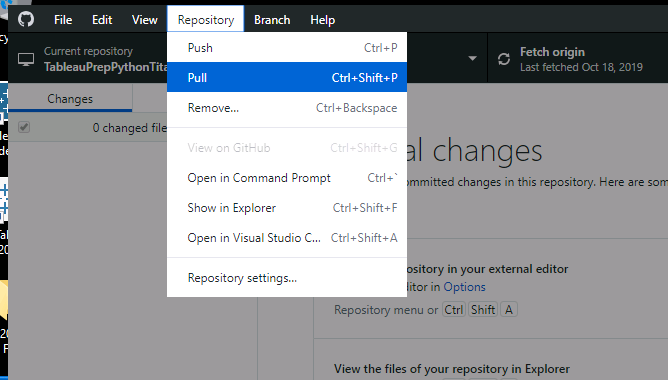 File Edit View Repository Branch Help
Current repository
TableauPrepPythonTita
Fetch origin
Last fetched Oct 18, 2019
Push Ctrl+P
Pull Ctrl+Shift+P
Remove... Ctrl+Backspace
View on GitHub Ctrl+Shift+G
Open in Command Prompt Ctrl+`
Show in Explorer Ctrl+Shift+F
Open in Visual Studio C... Ctrl+Shift+A
Repository settings...
Changes
0 changed file
al changes
ommitted changes in this repository. Here are som
ository in your external editor
ditor in Options
Repository menu or Ctrl Shift A
View the files of your repository in Explorer